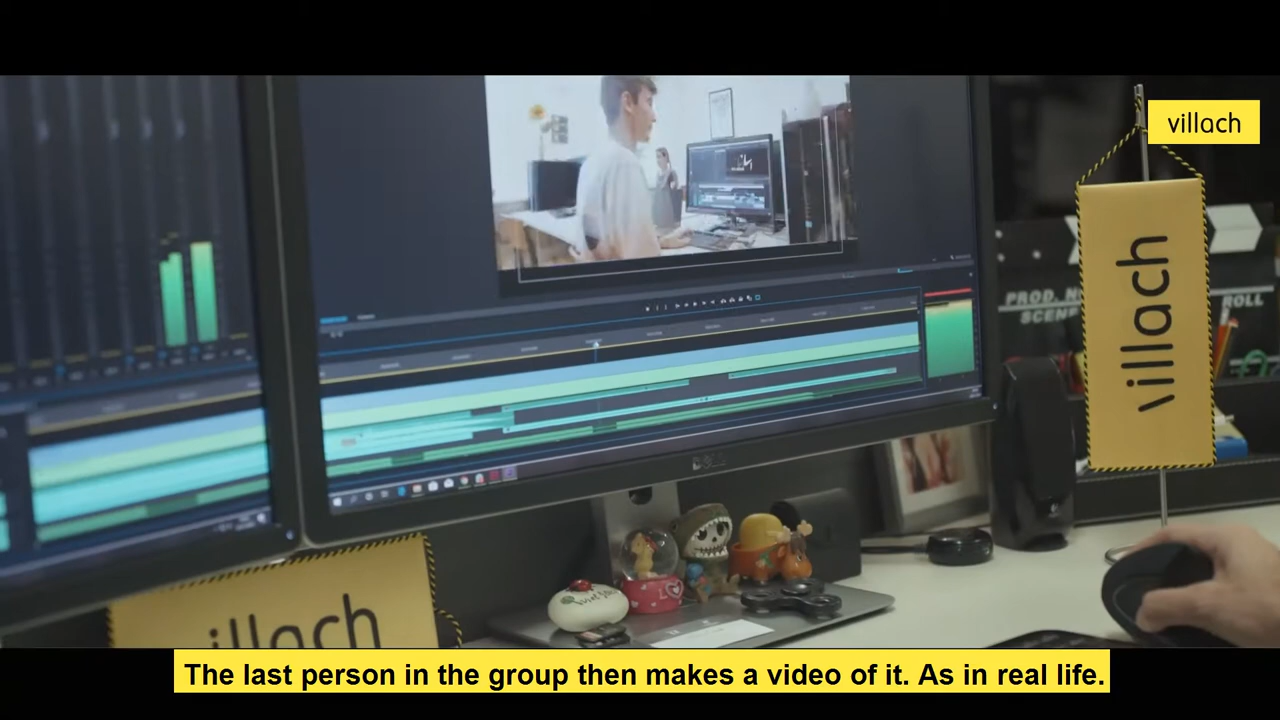 villach
villach
PROD. N
SCENE
ROLL
DELL
villach
The last person in the group then makes a video of it. As in real life.